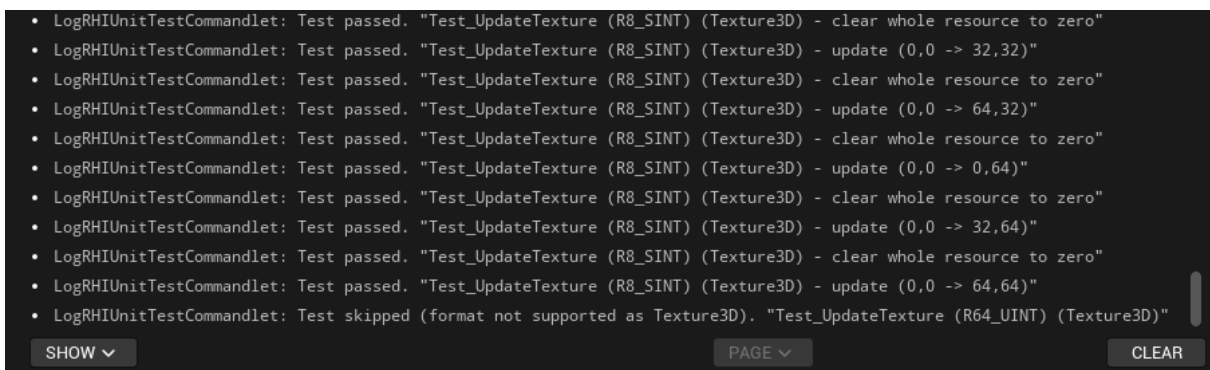 • LogRHIUnitTestCommandlet: Test passed. "Test_UpdateTexture (R8_SINT) (Texture3D) - clear whole resource to zero"
• LogRHIUnitTestCommandlet: Test passed. "Test_UpdateTexture (R8_SINT) (Texture3D) - update (0,0 -> 32,32)"
• LogRHIUnitTestCommandlet: Test passed. "Test_UpdateTexture (R8_SINT) (Texture3D) - clear whole resource to zero"
• LogRHIUnitTestCommandlet: Test passed. "Test_UpdateTexture (R8_SINT) (Texture3D) - update (0,0 -> 64,32)"
• LogRHIUnitTestCommandlet: Test passed. "Test_UpdateTexture (R8_SINT) (Texture3D) - clear whole resource to zero"
• LogRHIUnitTestCommandlet: Test passed. "Test_UpdateTexture (R8_SINT) (Texture3D) - update (0,0 -> 0,64)"
• LogRHIUnitTestCommandlet: Test passed. "Test_UpdateTexture (R8_SINT) (Texture3D) - clear whole resource to zero"
• LogRHIUnitTestCommandlet: Test passed. "Test_UpdateTexture (R8_SINT) (Texture3D) - update (0,0 -> 32,64)"
• LogRHIUnitTestCommandlet: Test passed. "Test_UpdateTexture (R8_SINT) (Texture3D) - clear whole resource to zero"
• LogRHIUnitTestCommandlet: Test passed. "Test_UpdateTexture (R8_SINT) (Texture3D) - update (0,0 -> 64,64)"
• LogRHIUnitTestCommandlet: Test skipped (format not supported as Texture3D). "Test_UpdateTexture (R64_UINT) (Texture3D)"
SHOW PAGE CLEAR